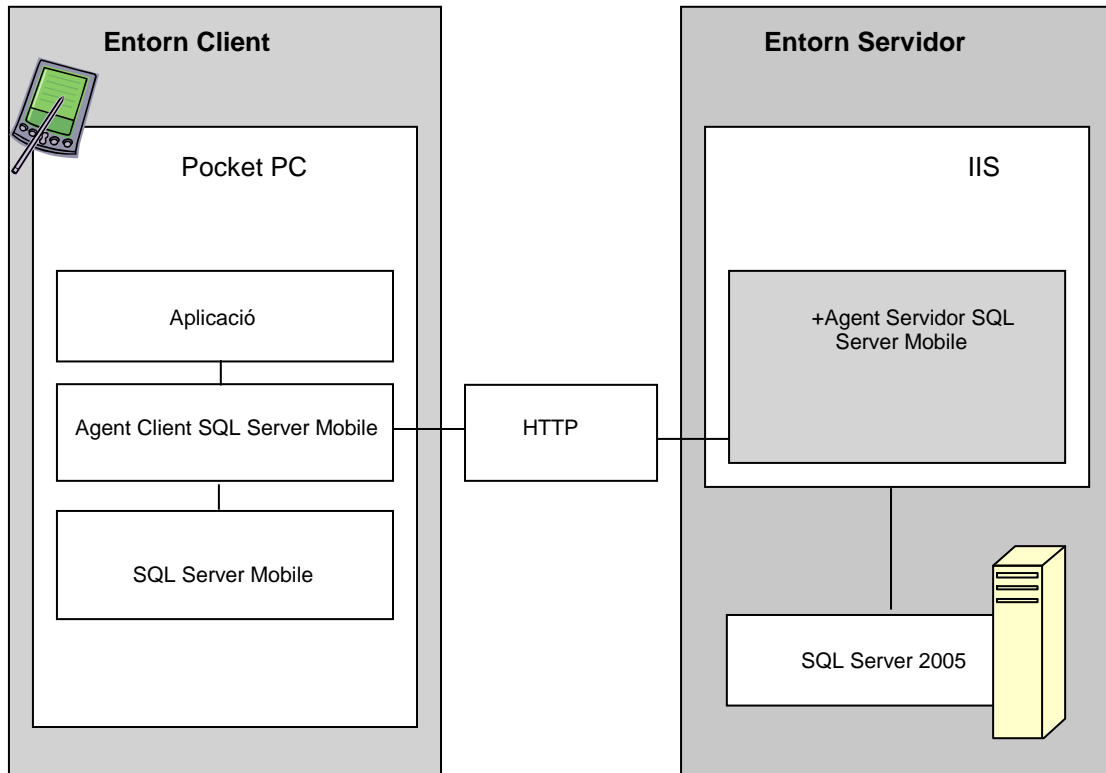 Entorn Client
Pocket PC
Aplicació
Agent Client SQL Server Mobile
SQL Server Mobile
HTTP
Entorn Servidor
IIS
+Agent Servidor SQL
Server Mobile
SQL Server 2005